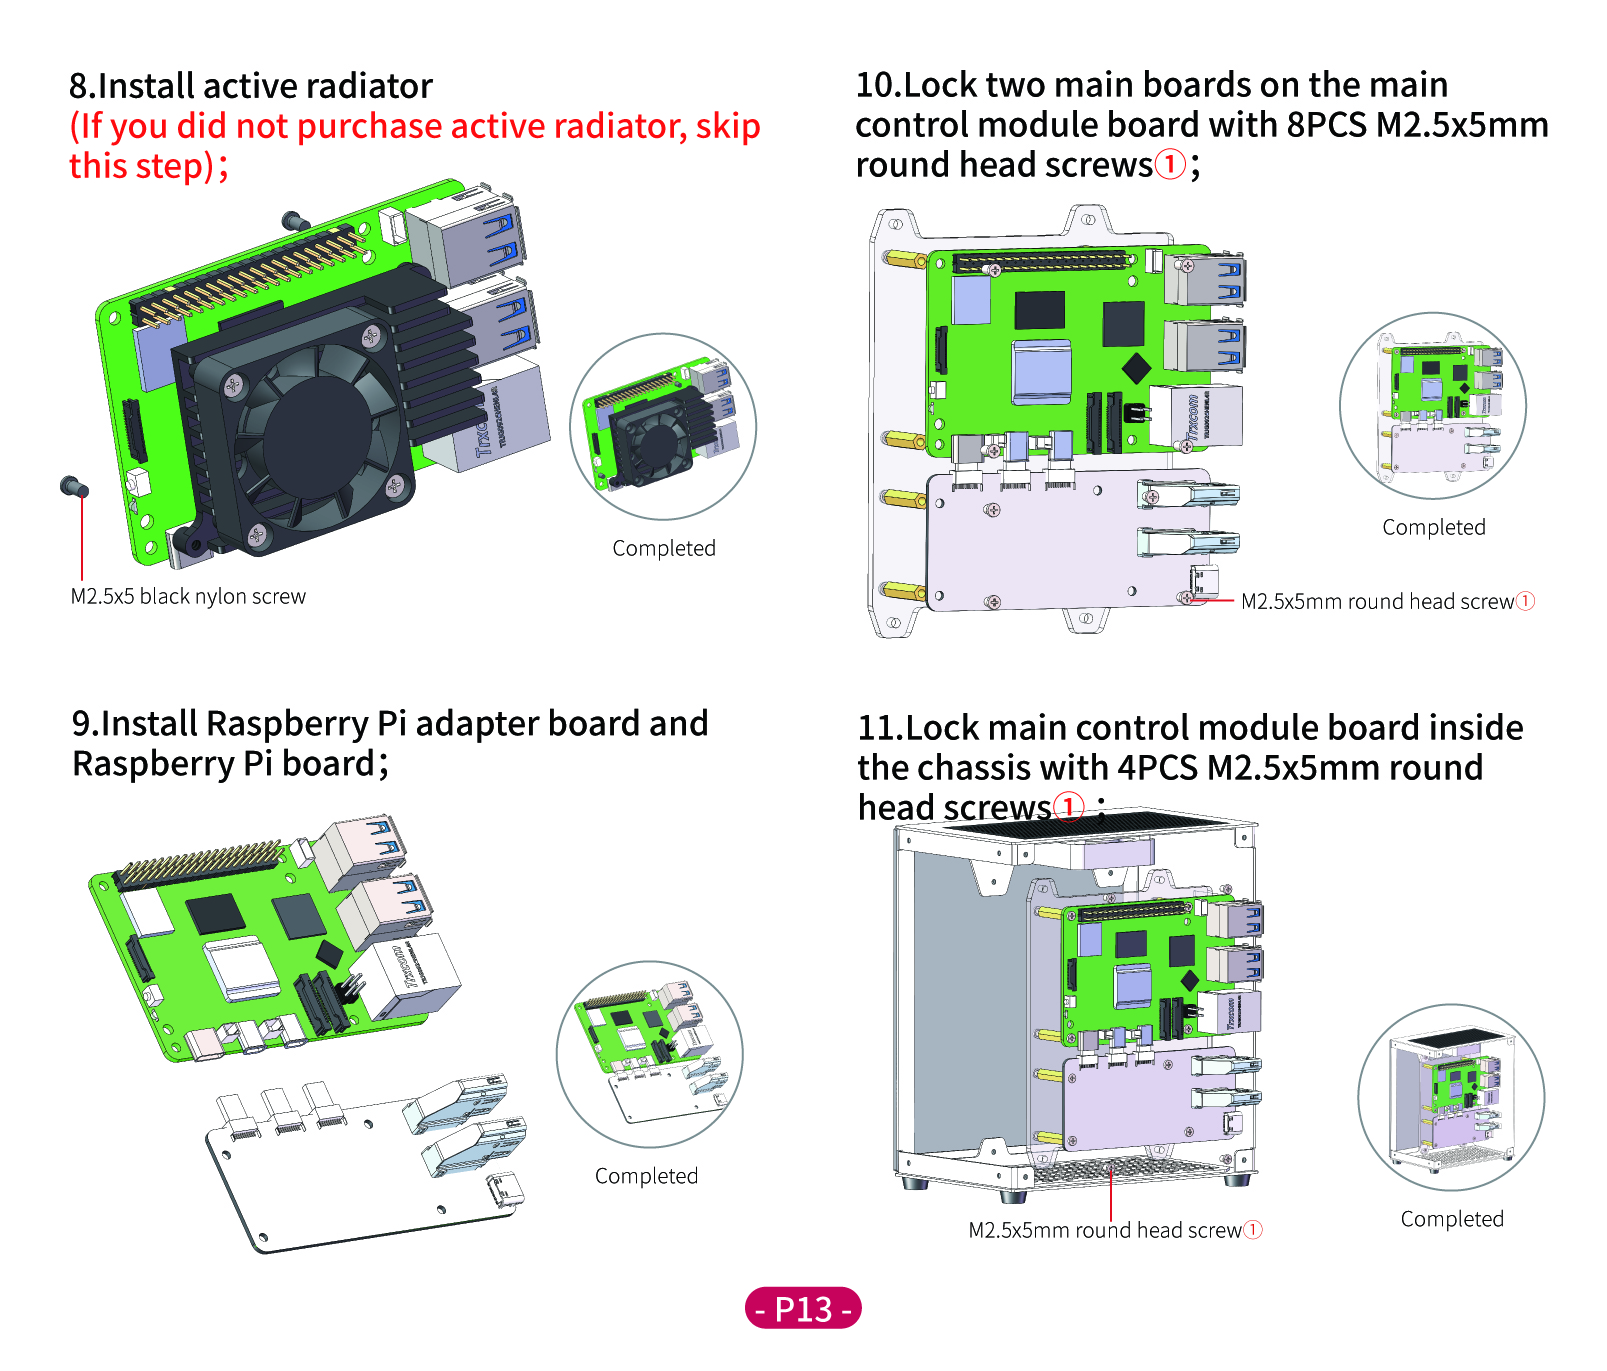 8.Install active radiator
(If you did not purchase active radiator, skip
this step);
Trxcom
M2.5x5 black nylon screw
Completed
9.Install Raspberry Pi adapter board and
Raspberry Pi board;
Trxcom
Completed
10.Lock two main boards on the main
control module board with 8PCS M2.5x5mm
round head screws①;
Trxcom
M2.5x5mm round head screw①
Completed
11.Lock main control module board inside
the chassis with 4PCS M2.5x5mm round
head screws①;
Trxcom
M2.5x5mm round head screw①
Completed
- P13 -